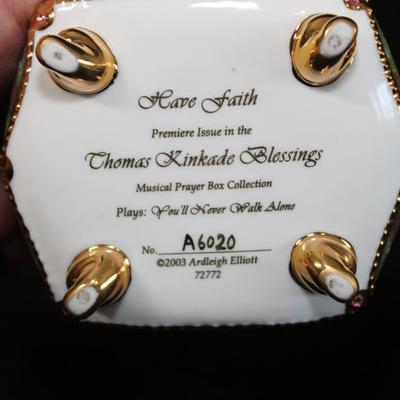 Have Faith
Premiere Issue in the
Thomas Kinkade Blessings
Musical Prayer Box Collection
Plays: You'll Never Walk Alone
No. A6020
©2003 Ardleigh Elliott
72772